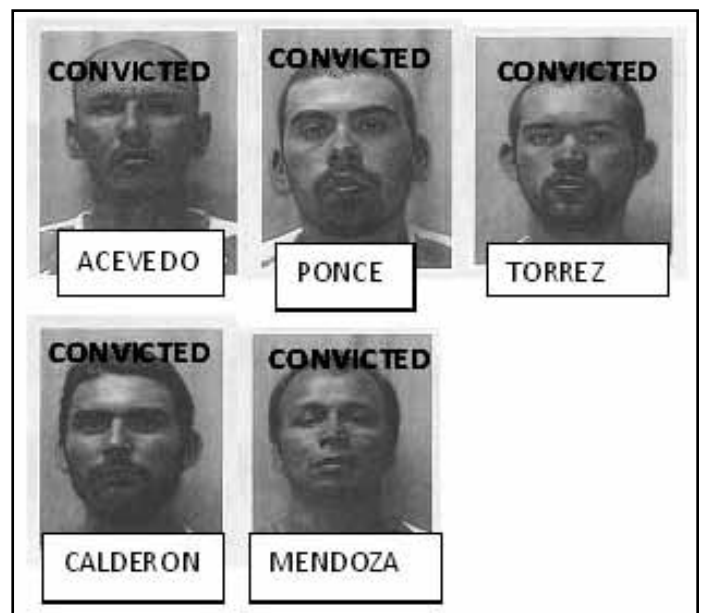 CONVICTED
CONVICTED
CONVICTED
ACEVEDO
PONCE
TORREZ
CONVICTED
CONVICTED
CALDERON
MENDOZA